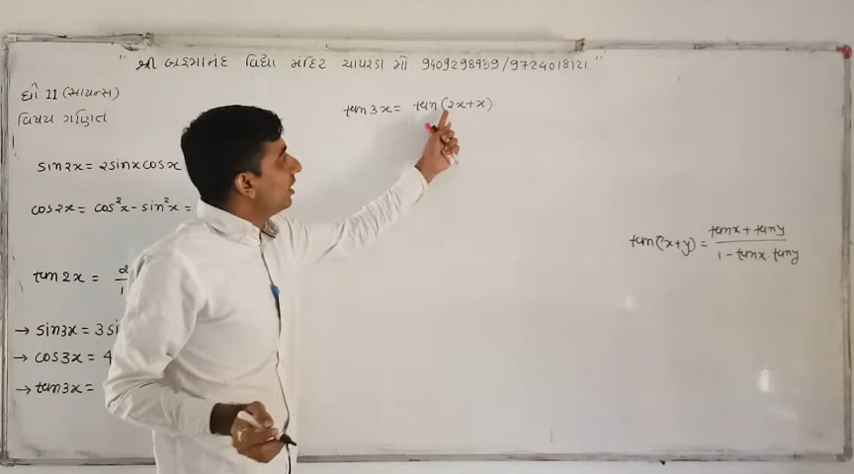 " શ્રી બ્રહ્માનંદ વિદ્યા મંદિર ચાપરડા માં 9409298939/9724018121 "
ધો 11 (સાયન્સ)
વિષય ગણિત
sin2x = 2sinxcosx
cos2x = cos²x - sin²x =
tan2x =
→ sin3x = 3si
→ cos3x = 4
→ tan3x =
tan3x = tan(2x+x)
tan(x+y) = tanx + tany / 1 - tanx tany